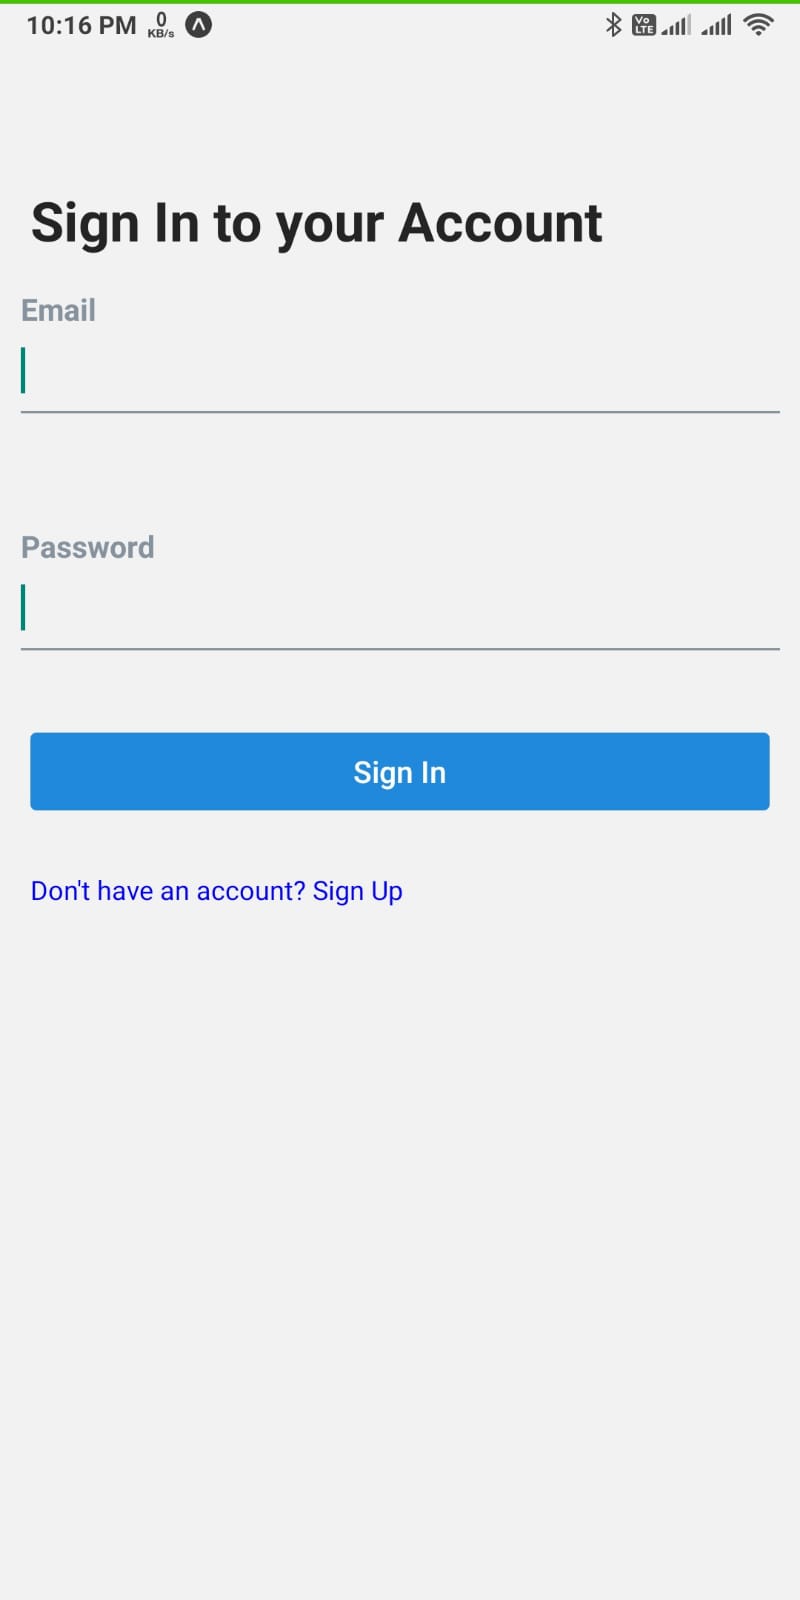 10:16 PM 0 KB/s Vo LTE
Sign In to your Account
Email
Password
Sign In
Don't have an account? Sign Up